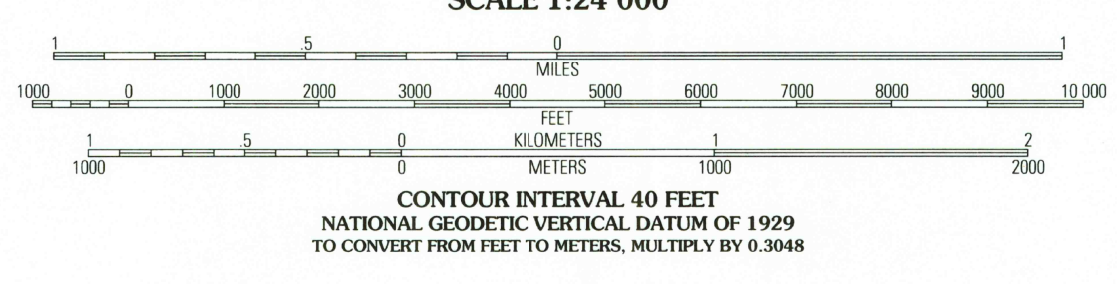 SCALE 1:24 000
1 .5 0 1
MILES
1000 0 1000 2000 3000 4000 5000 6000 7000 8000 9000 10 000
FEET
1 .5 0 KILOMETERS 1 2
1000 0 METERS 1000 2000
CONTOUR INTERVAL 40 FEET
NATIONAL GEODETIC VERTICAL DATUM OF 1929
TO CONVERT FROM FEET TO METERS, MULTIPLY BY 0.3048